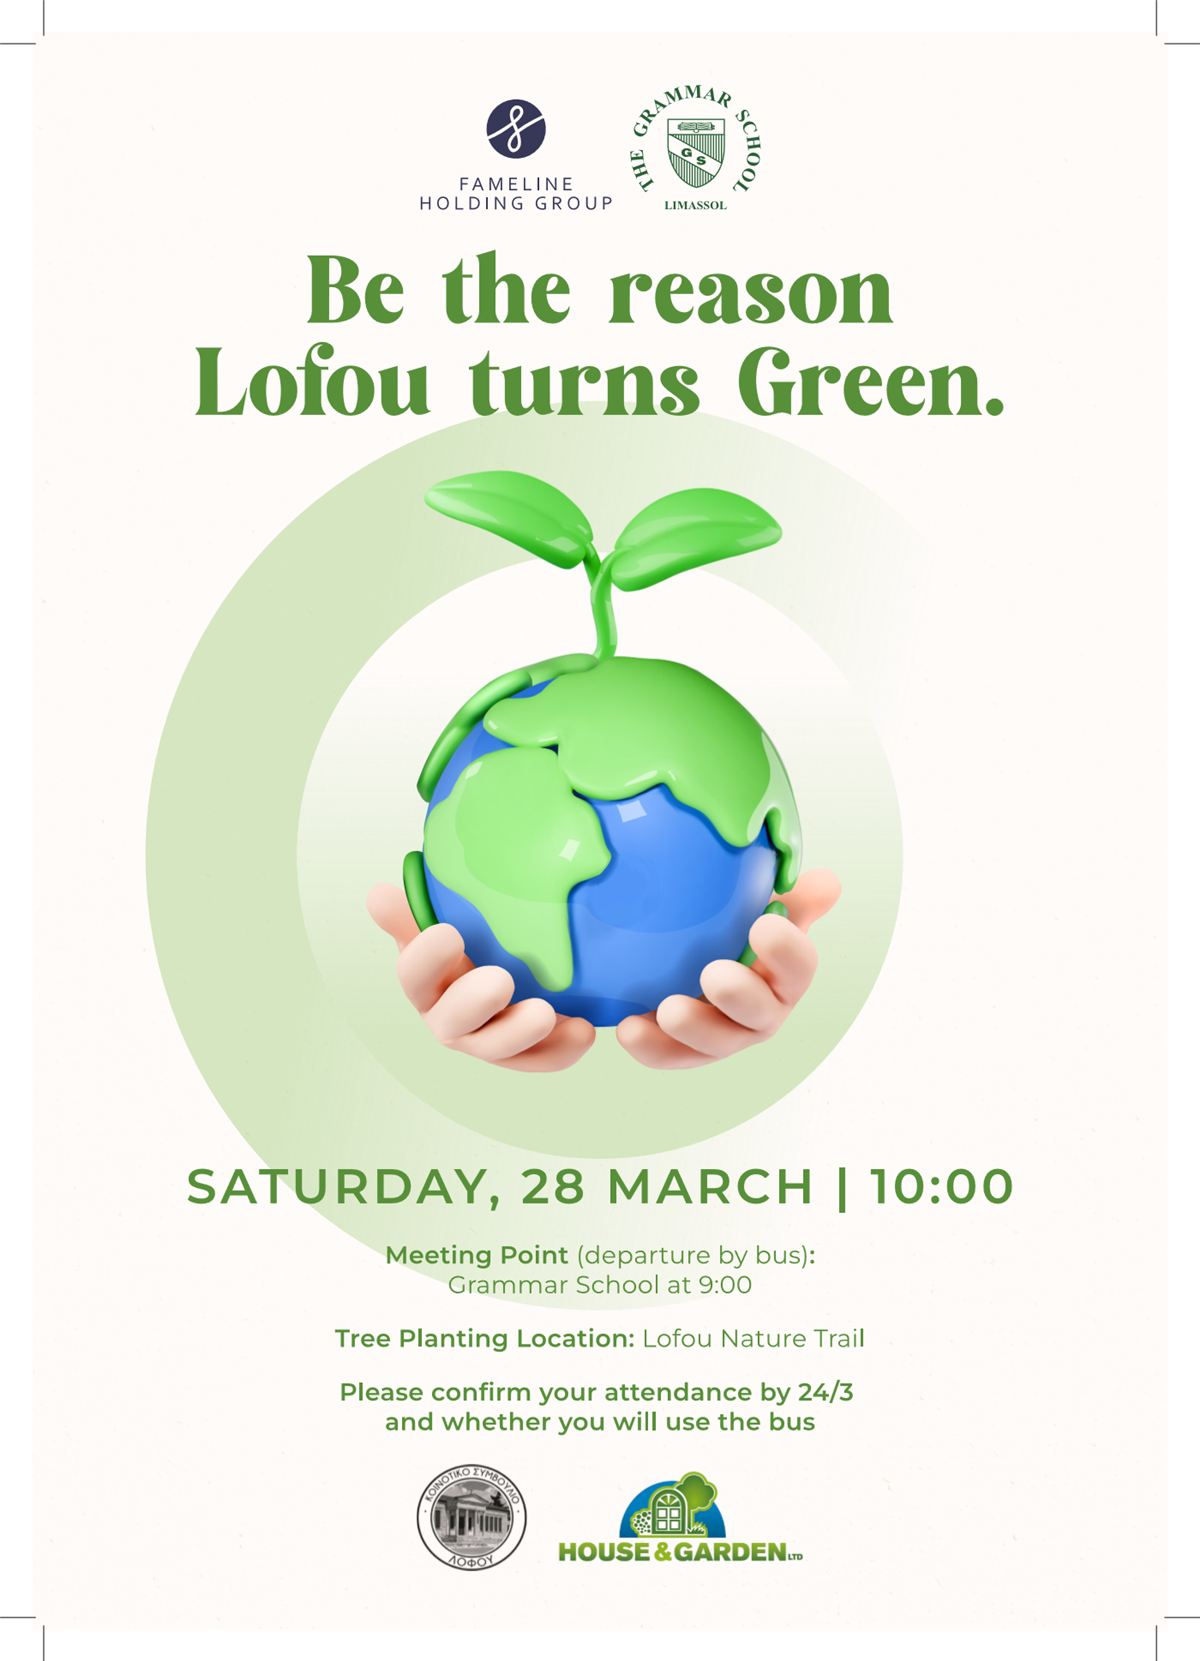 FAMELINE
HOLDING GROUP
THE GRAMMAR SCHOOL
G S
LIMASSOL
Be the reason
Lofou turns Green.
SATURDAY, 28 MARCH | 10:00
Meeting Point (departure by bus):
Grammar School at 9:00
Tree Planting Location: Lofou Nature Trail
Please confirm your attendance by 24/3
and whether you will use the bus
ΚΟΙΝΟΤΙΚΟ ΣΥΜΒΟΥΛΙΟ
ΛΟΦΟΥ
HOUSE & GARDEN LTD